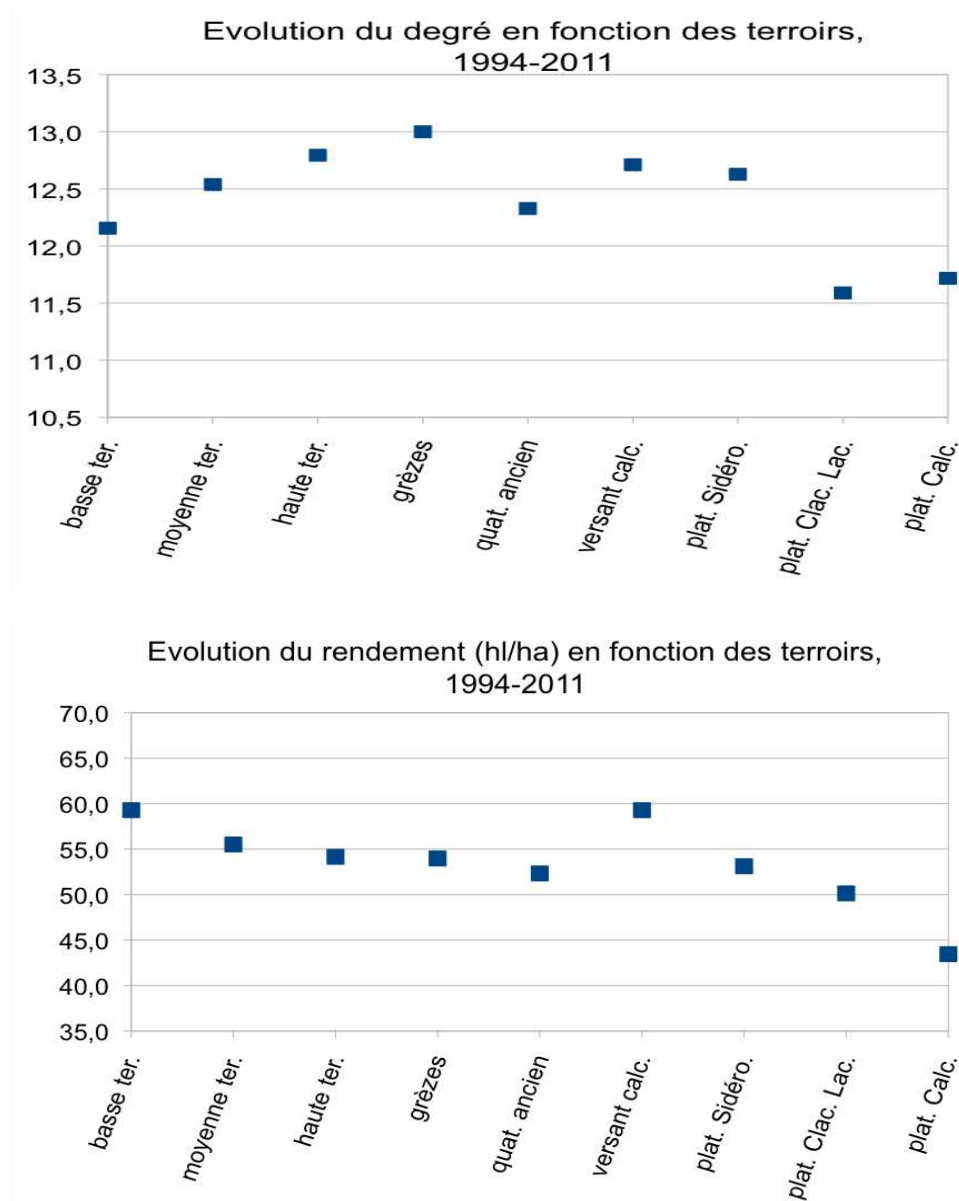 Evolution du degré en fonction des terroirs,
1994-2011
13,5
13,0
12,5
12,0
11,5
11,0
10,5
basse ter.
moyenne ter.
haute ter.
grèzes
quat. ancien
versant calc.
plat. Sidéro.
plat. Clac. Lac.
plat. Calc.
Evolution du rendement (hl/ha) en fonction des terroirs,
1994-2011
70,0
65,0
60,0
55,0
50,0
45,0
40,0
35,0
basse ter.
moyenne ter.
haute ter.
grèzes
quat. ancien
versant calc.
plat. Sidéro.
plat. Clac. Lac.
plat. Calc.